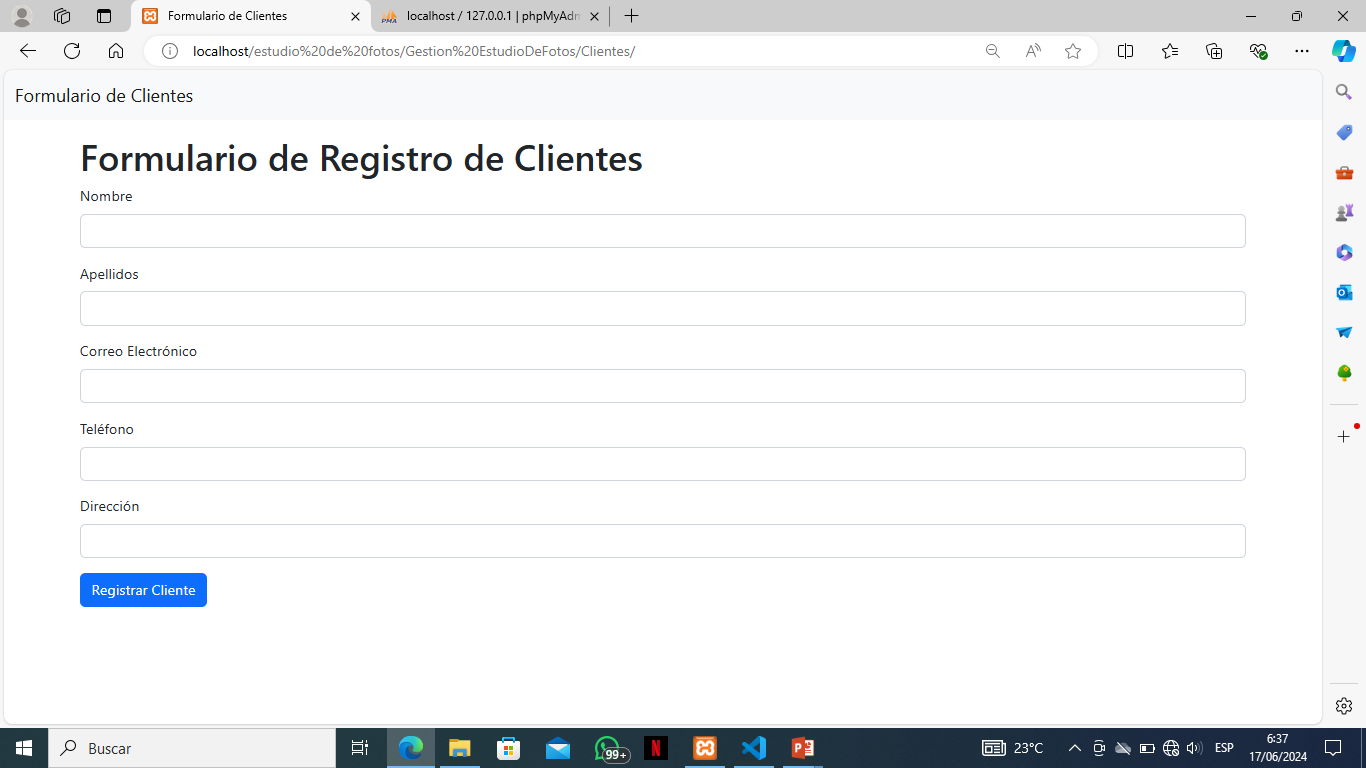 Formulario de Clientes
localhost / 127.0.0.1 | phpMyAdm
localhost/estudio%20de%20fotos/Gestion%20EstudioDeFotos/Clientes/
Formulario de Clientes
Formulario de Registro de Clientes
Nombre
Apellidos
Correo Electrónico
Teléfono
Dirección
Registrar Cliente
Buscar
99+
23°C
ESP
6:37
17/06/2024